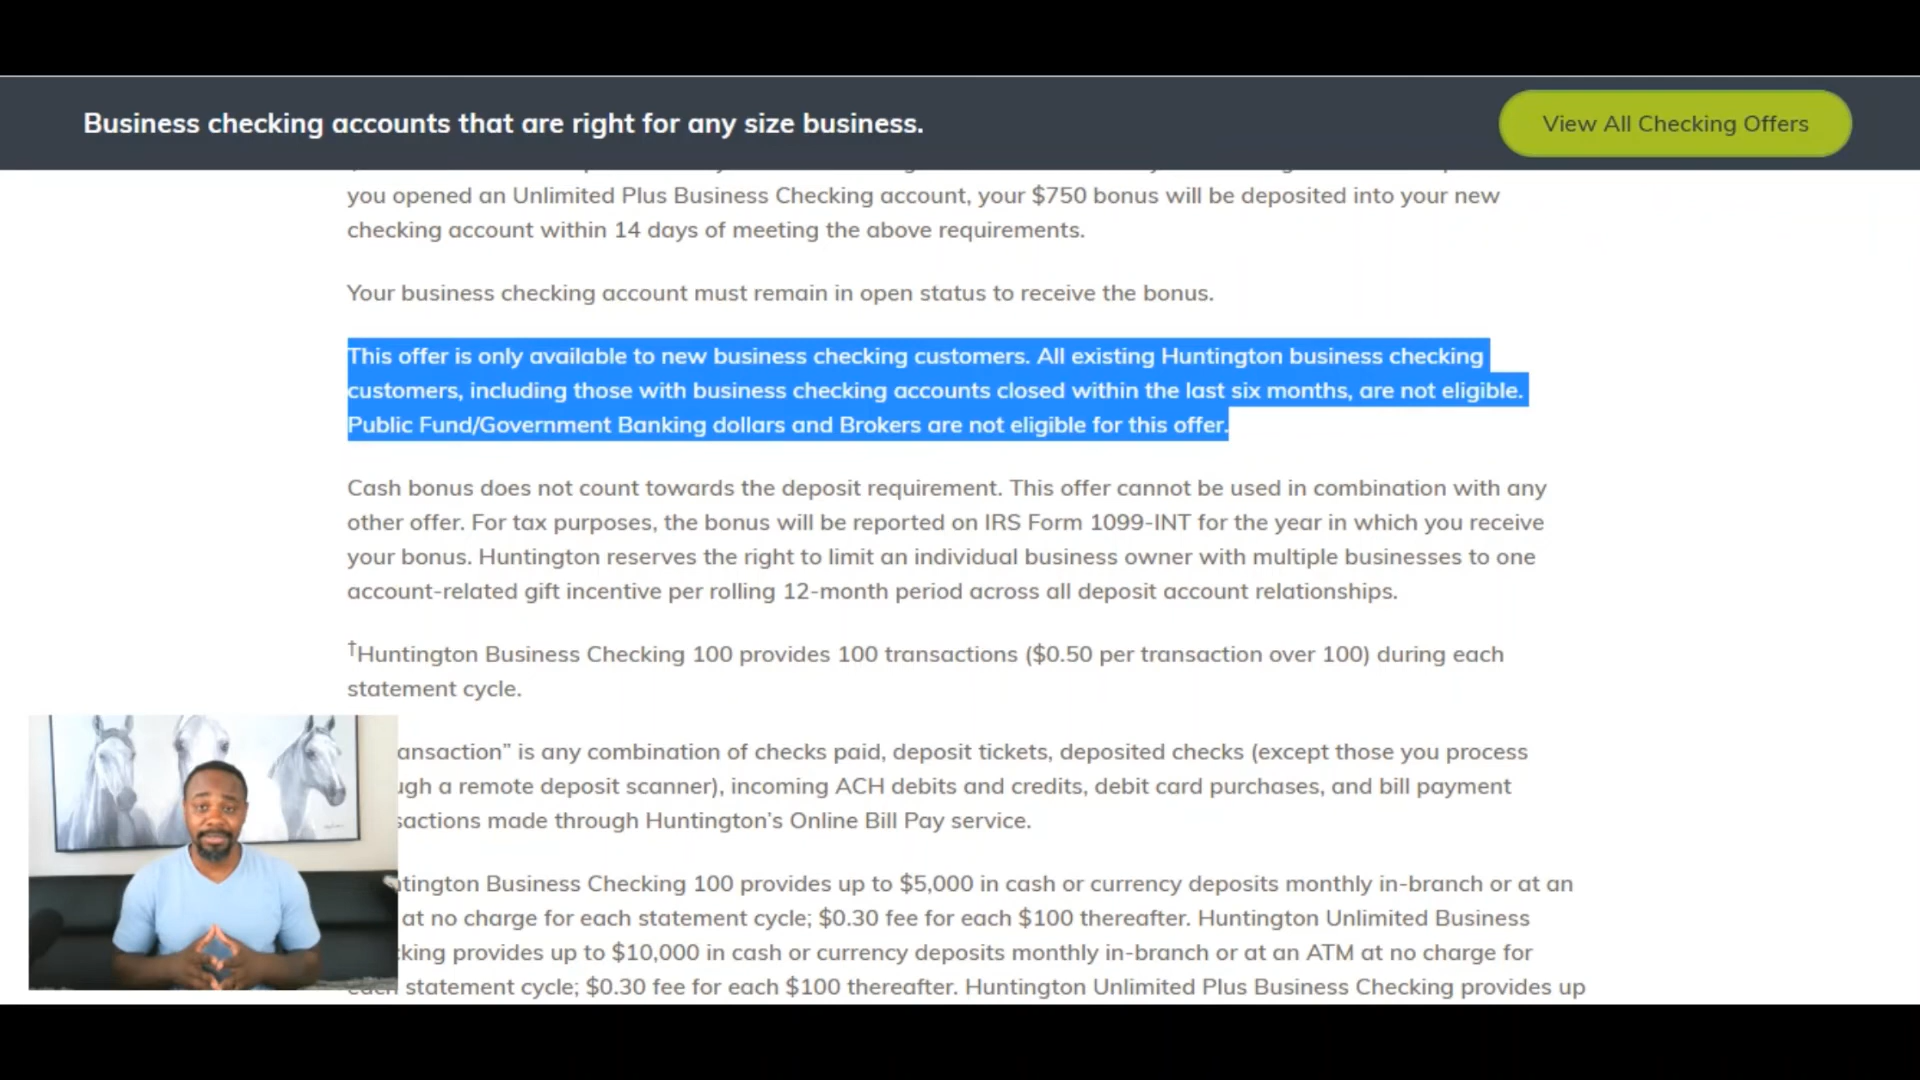 Business checking accounts that are right for any size business.
View All Checking Offers
you opened an Unlimited Plus Business Checking account, your $750 bonus will be deposited into your new
checking account within 14 days of meeting the above requirements.
Your business checking account must remain in open status to receive the bonus.
This offer is only available to new business checking customers. All existing Huntington business checking
customers, including those with business checking accounts closed within the last six months, are not eligible.
Public Fund/Government Banking dollars and Brokers are not eligible for this offer.
Cash bonus does not count towards the deposit requirement. This offer cannot be used in combination with any
other offer. For tax purposes, the bonus will be reported on IRS Form 1099-INT for the year in which you receive
your bonus. Huntington reserves the right to limit an individual business owner with multiple businesses to one
account-related gift incentive per rolling 12-month period across all deposit account relationships.
†Huntington Business Checking 100 provides 100 transactions ($0.50 per transaction over 100) during each
statement cycle.
ansaction” is any combination of checks paid, deposit tickets, deposited checks (except those you process
ugh a remote deposit scanner), incoming ACH debits and credits, debit card purchases, and bill payment
sactions made through Huntington’s Online Bill Pay service.
tington Business Checking 100 provides up to $5,000 in cash or currency deposits monthly in-branch or at an
at no charge for each statement cycle; $0.30 fee for each $100 thereafter. Huntington Unlimited Business
king provides up to $10,000 in cash or currency deposits monthly in-branch or at an ATM at no charge for
each statement cycle; $0.30 fee for each $100 thereafter. Huntington Unlimited Plus Business Checking provides up